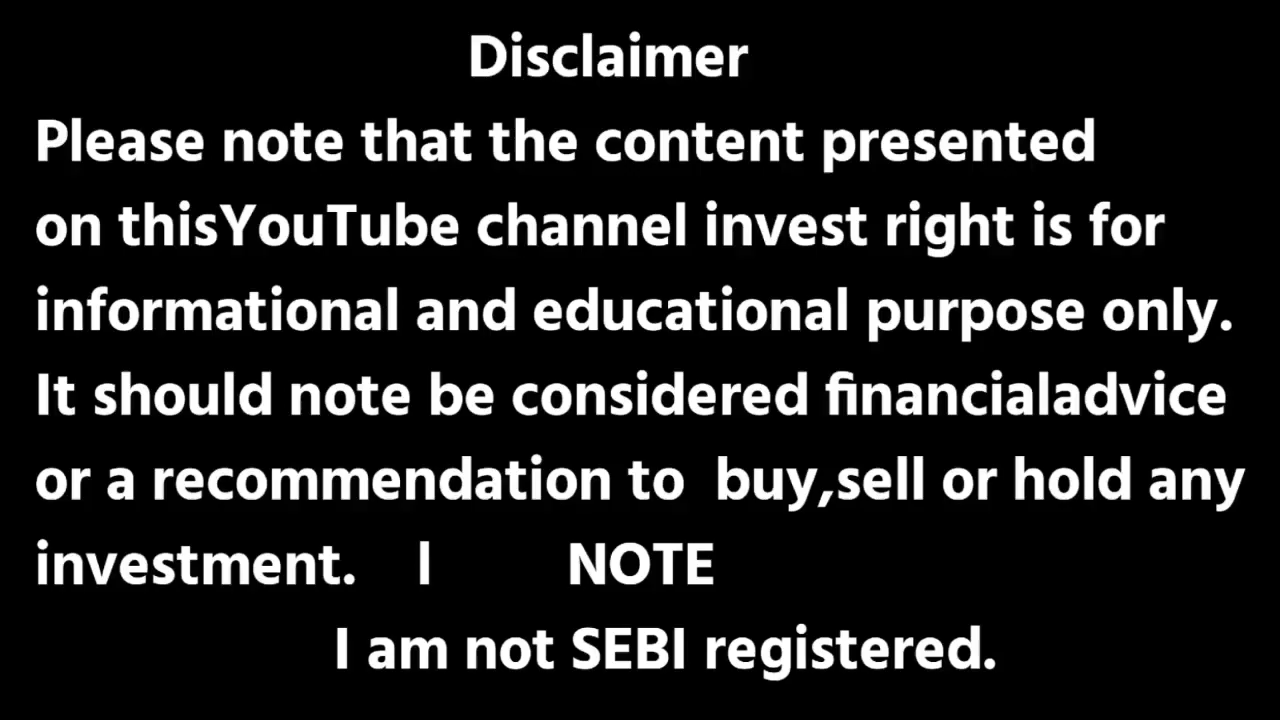 Disclaimer
Please note that the content presented
on thisYouTube channel invest right is for
informational and educational purpose only.
It should note be considered financialadvice
or a recommendation to buy,sell or hold any
investment. l NOTE
I am not SEBI registered.